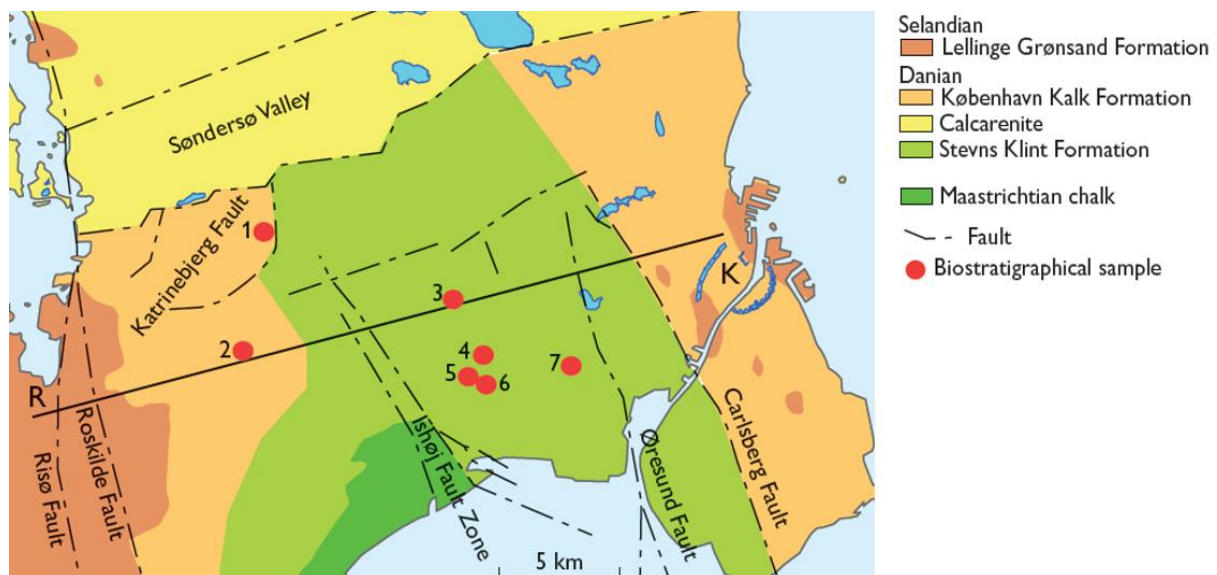 Søndersø Valley
Katrinebjerg Fault
1
2
3
4
5
6
7
R
K
Risø Fault
Roskilde Fault
Ishøj Fault Zone
Øresund Fault
Carlsberg Fault
5 km
Selandian
Lellinge Grønsand Formation
Danian
København Kalk Formation
Calcarenite
Stevns Klint Formation
Maastrichtian chalk
Fault
Biostratigraphical sample